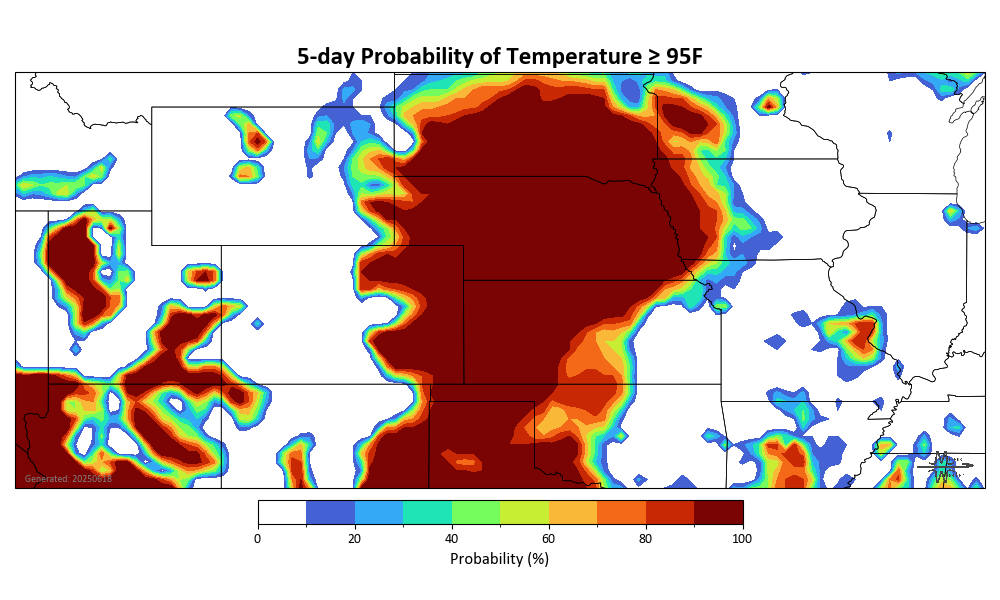 5-day Probability of Temperature ≥ 95F
Generated: 20250618
0 20 40 60 80 100
Probability (%)